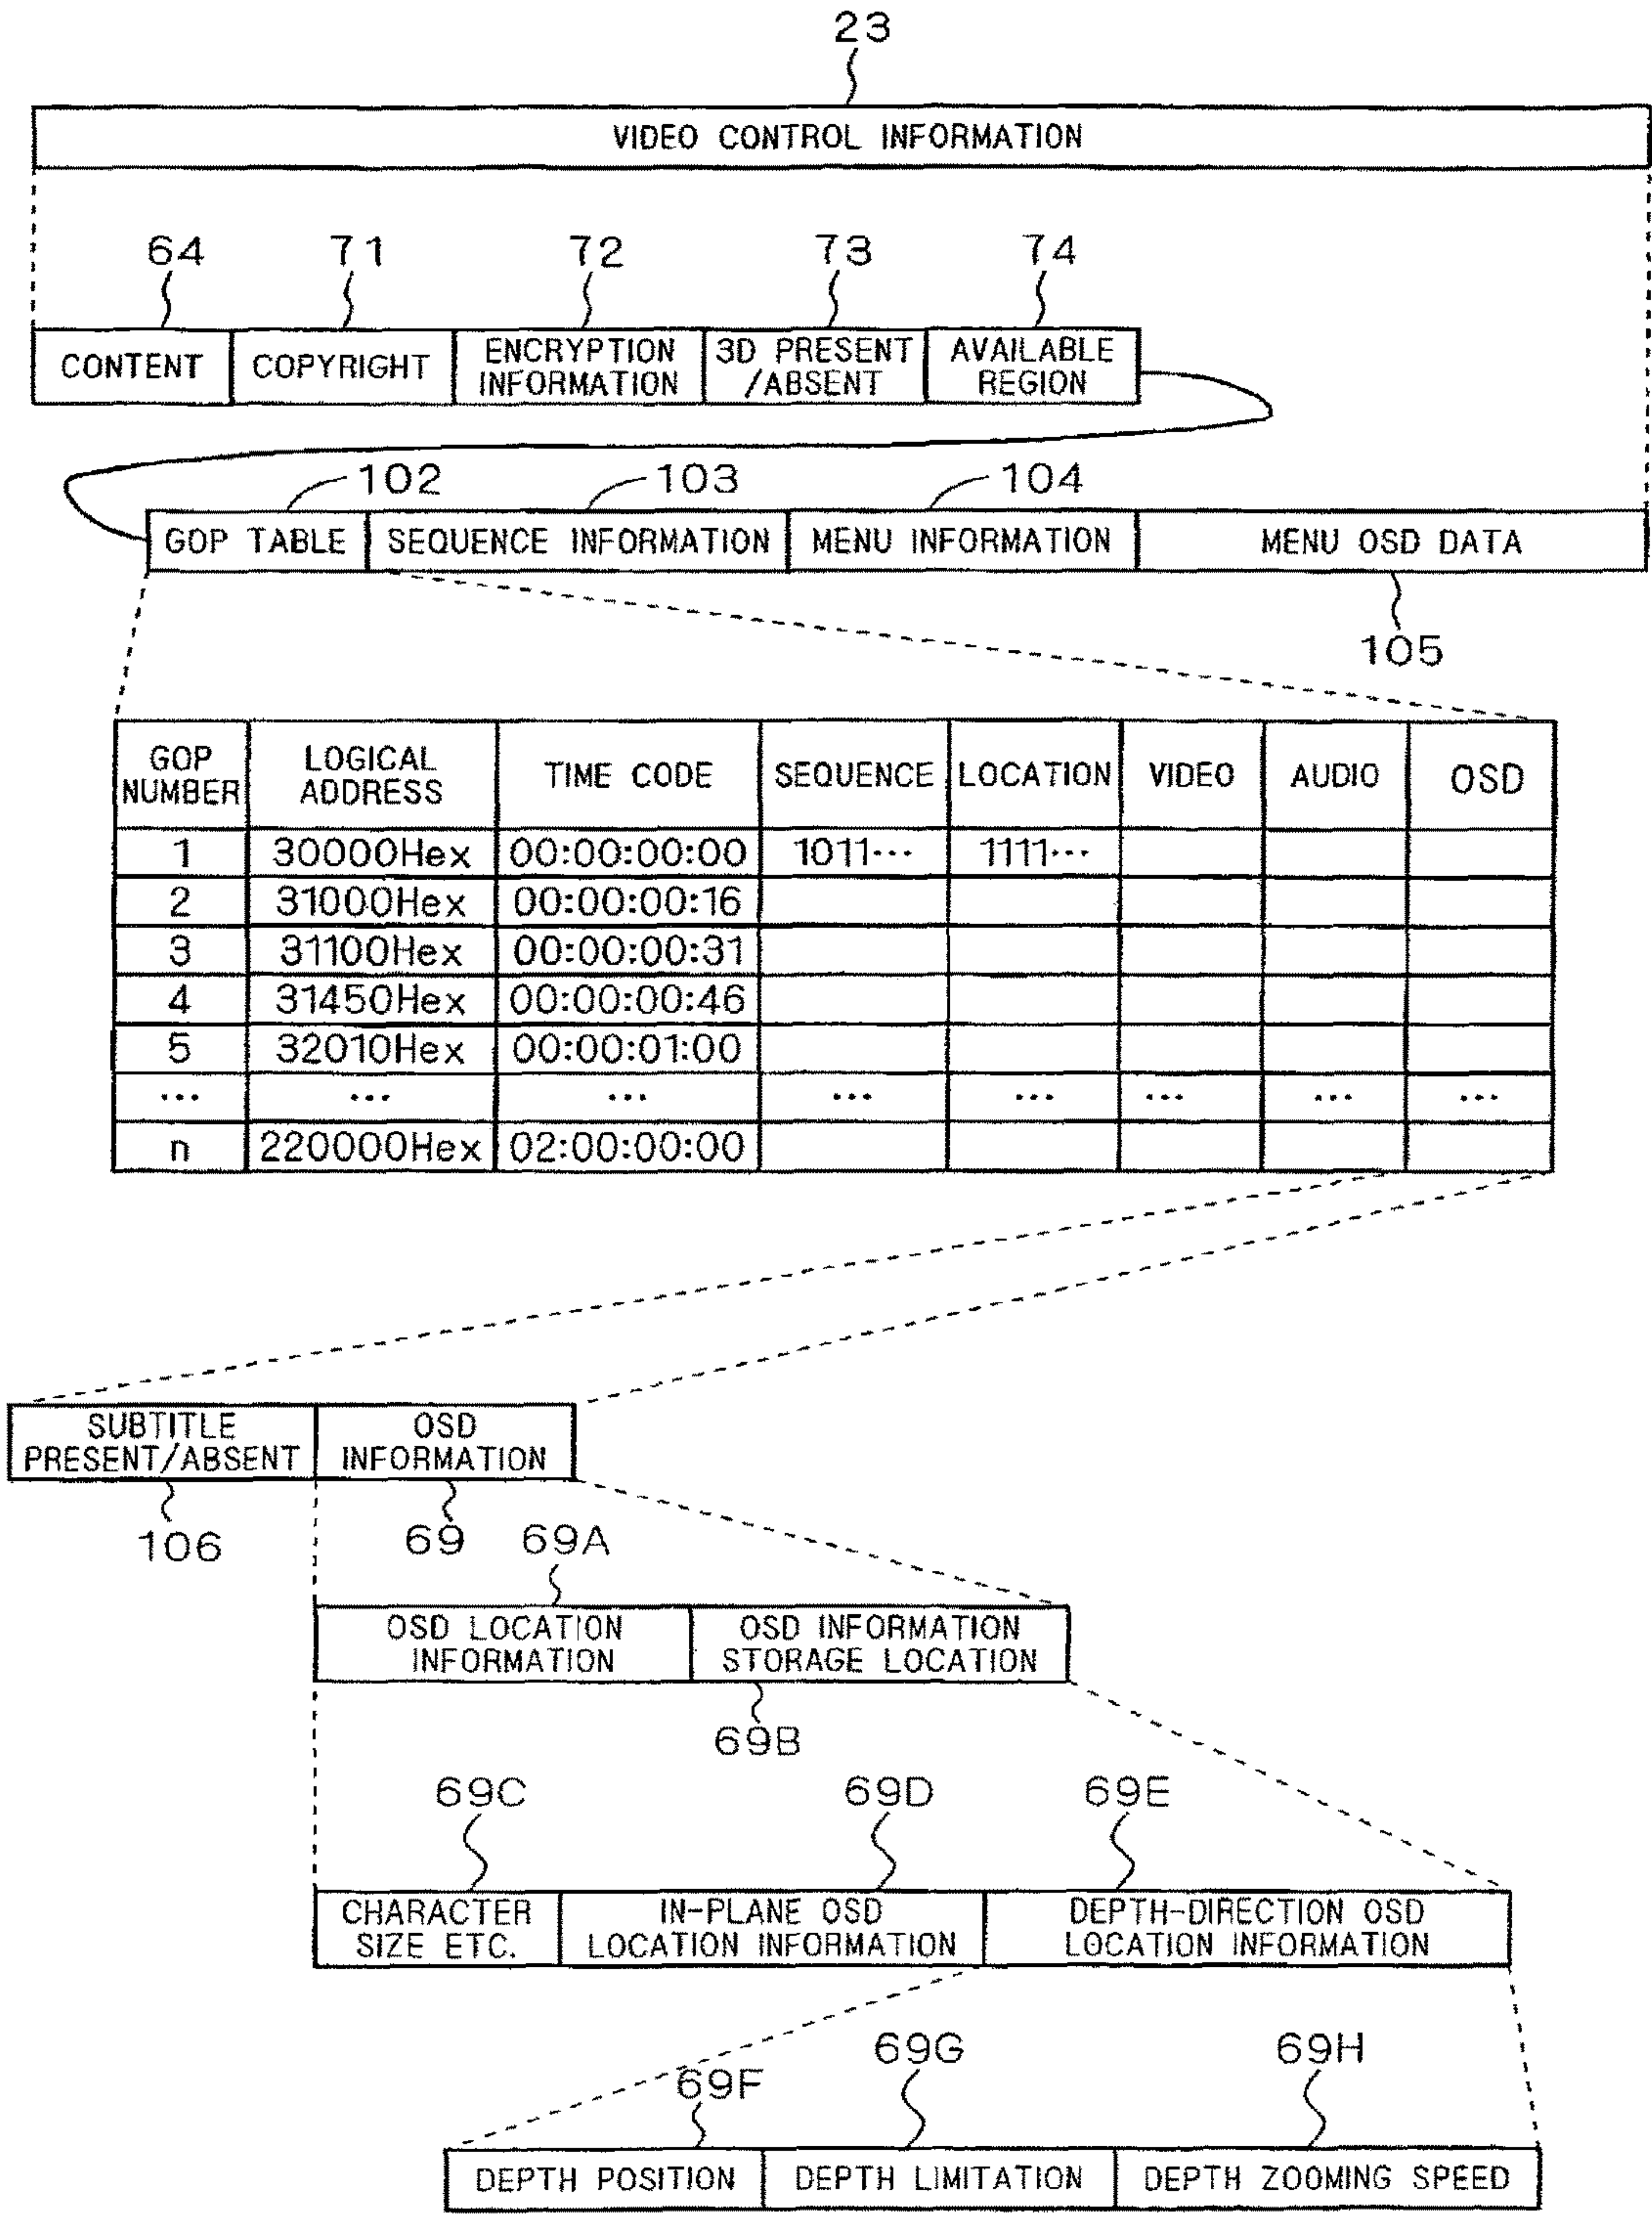 23
VIDEO CONTROL INFORMATION
64 71 72 73 74
CONTENT COPYRIGHT ENCRYPTION INFORMATION 3D PRESENT /ABSENT AVAILABLE REGION
102 103 104
GOP TABLE SEQUENCE INFORMATION MENU INFORMATION MENU OSD DATA
105
GOP NUMBER LOGICAL ADDRESS TIME CODE SEQUENCE LOCATION VIDEO AUDIO OSD
1 30000Hex 00:00:00:00 1011... 1111...
2 31000Hex 00:00:00:16
3 31100Hex 00:00:00:31
4 31450Hex 00:00:00:46
5 32010Hex 00:00:01:00
... ... ... ... ... ... ... ...
n 220000Hex 02:00:00:00
SUBTITLE PRESENT/ABSENT OSD INFORMATION
106 69 69A
OSD LOCATION INFORMATION OSD INFORMATION STORAGE LOCATION
69B
69C 69D 69E
CHARACTER SIZE ETC. IN-PLANE OSD LOCATION INFORMATION DEPTH-DIRECTION OSD LOCATION INFORMATION
69F 69G 69H
DEPTH POSITION DEPTH LIMITATION DEPTH ZOOMING SPEED